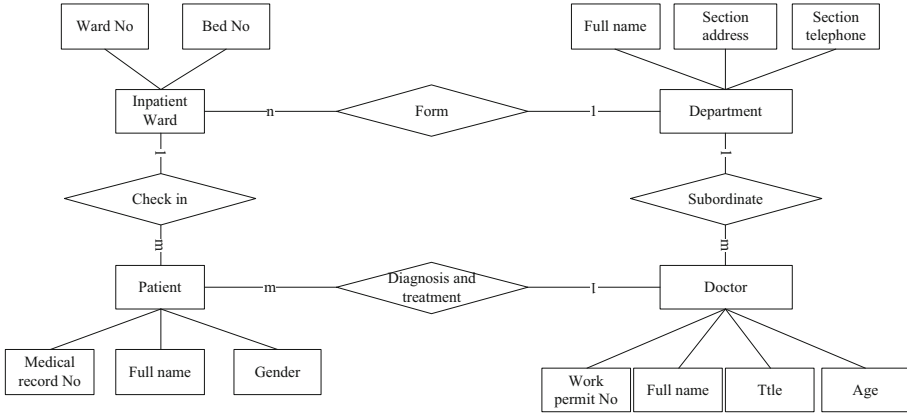 Ward No
Bed No
Full name
Section
address
Section
telephone
Inpatient
Ward
n
Form
1
Department
1
1
Check in
Subordinate
m
m
Patient
m
Diagnosis and
treatment
1
Doctor
Medical
record No
Full name
Gender
Work
permit No
Full name
Ttle
Age